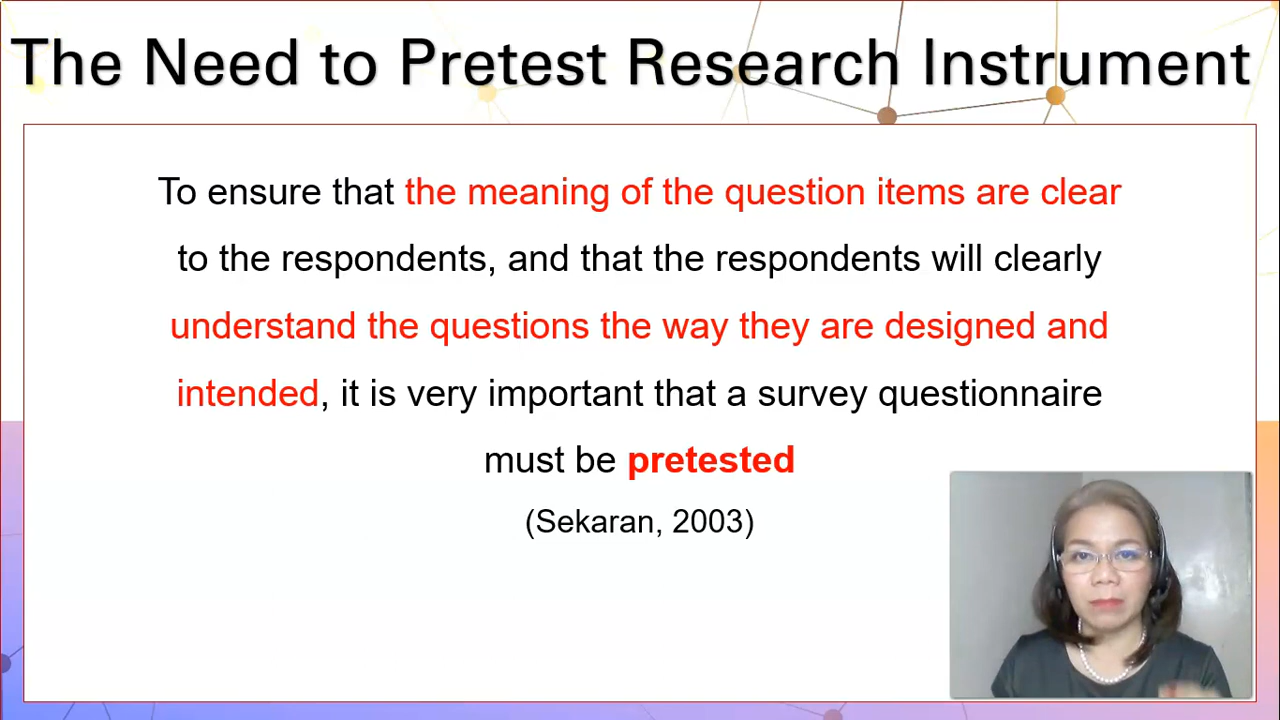 The Need to Pretest Research Instrument
To ensure that the meaning of the question items are clear
to the respondents, and that the respondents will clearly
understand the questions the way they are designed and
intended, it is very important that a survey questionnaire
must be pretested
(Sekaran, 2003)